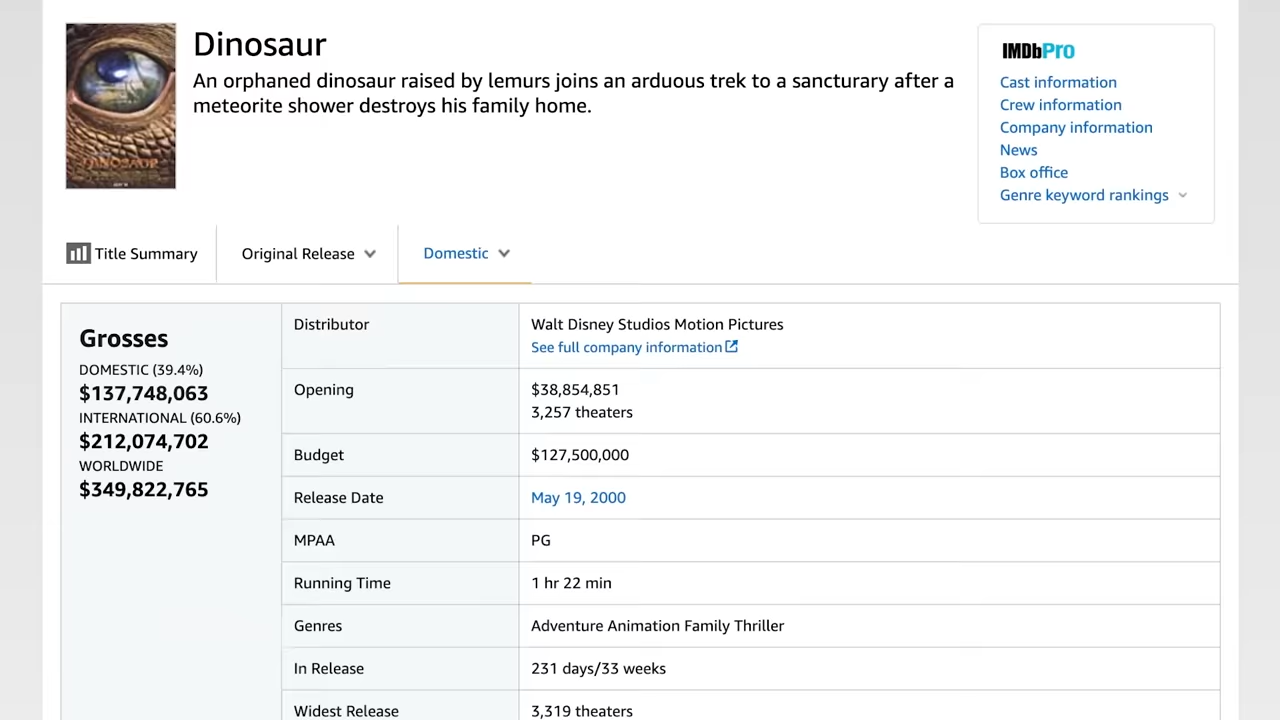 Dinosaur
An orphaned dinosaur raised by lemurs joins an arduous trek to a sancturary after a
meteorite shower destroys his family home.
DINOSAUR
IMDbPro
Cast information
Crew information
Company information
News
Box office
Genre keyword rankings
Title Summary
Original Release
Domestic
Grosses
DOMESTIC (39.4%)
$137,748,063
INTERNATIONAL (60.6%)
$212,074,702
WORLDWIDE
$349,822,765
Distributor
Walt Disney Studios Motion Pictures
See full company information
Opening
$38,854,851
3,257 theaters
Budget
$127,500,000
Release Date
May 19, 2000
MPAA
PG
Running Time
1 hr 22 min
Genres
Adventure Animation Family Thriller
In Release
231 days/33 weeks
Widest Release
3,319 theaters